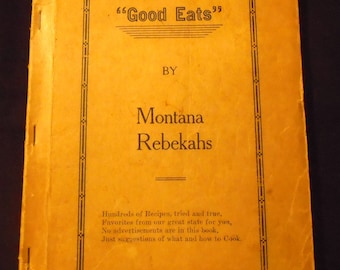 "Good Eats"
BY
Montana
Rebekahs
Hundreds of Recipes, tried and true,
Favorites from our great state for you,
No advertisements are in this book,
Just suggestions of what and how to Cook.